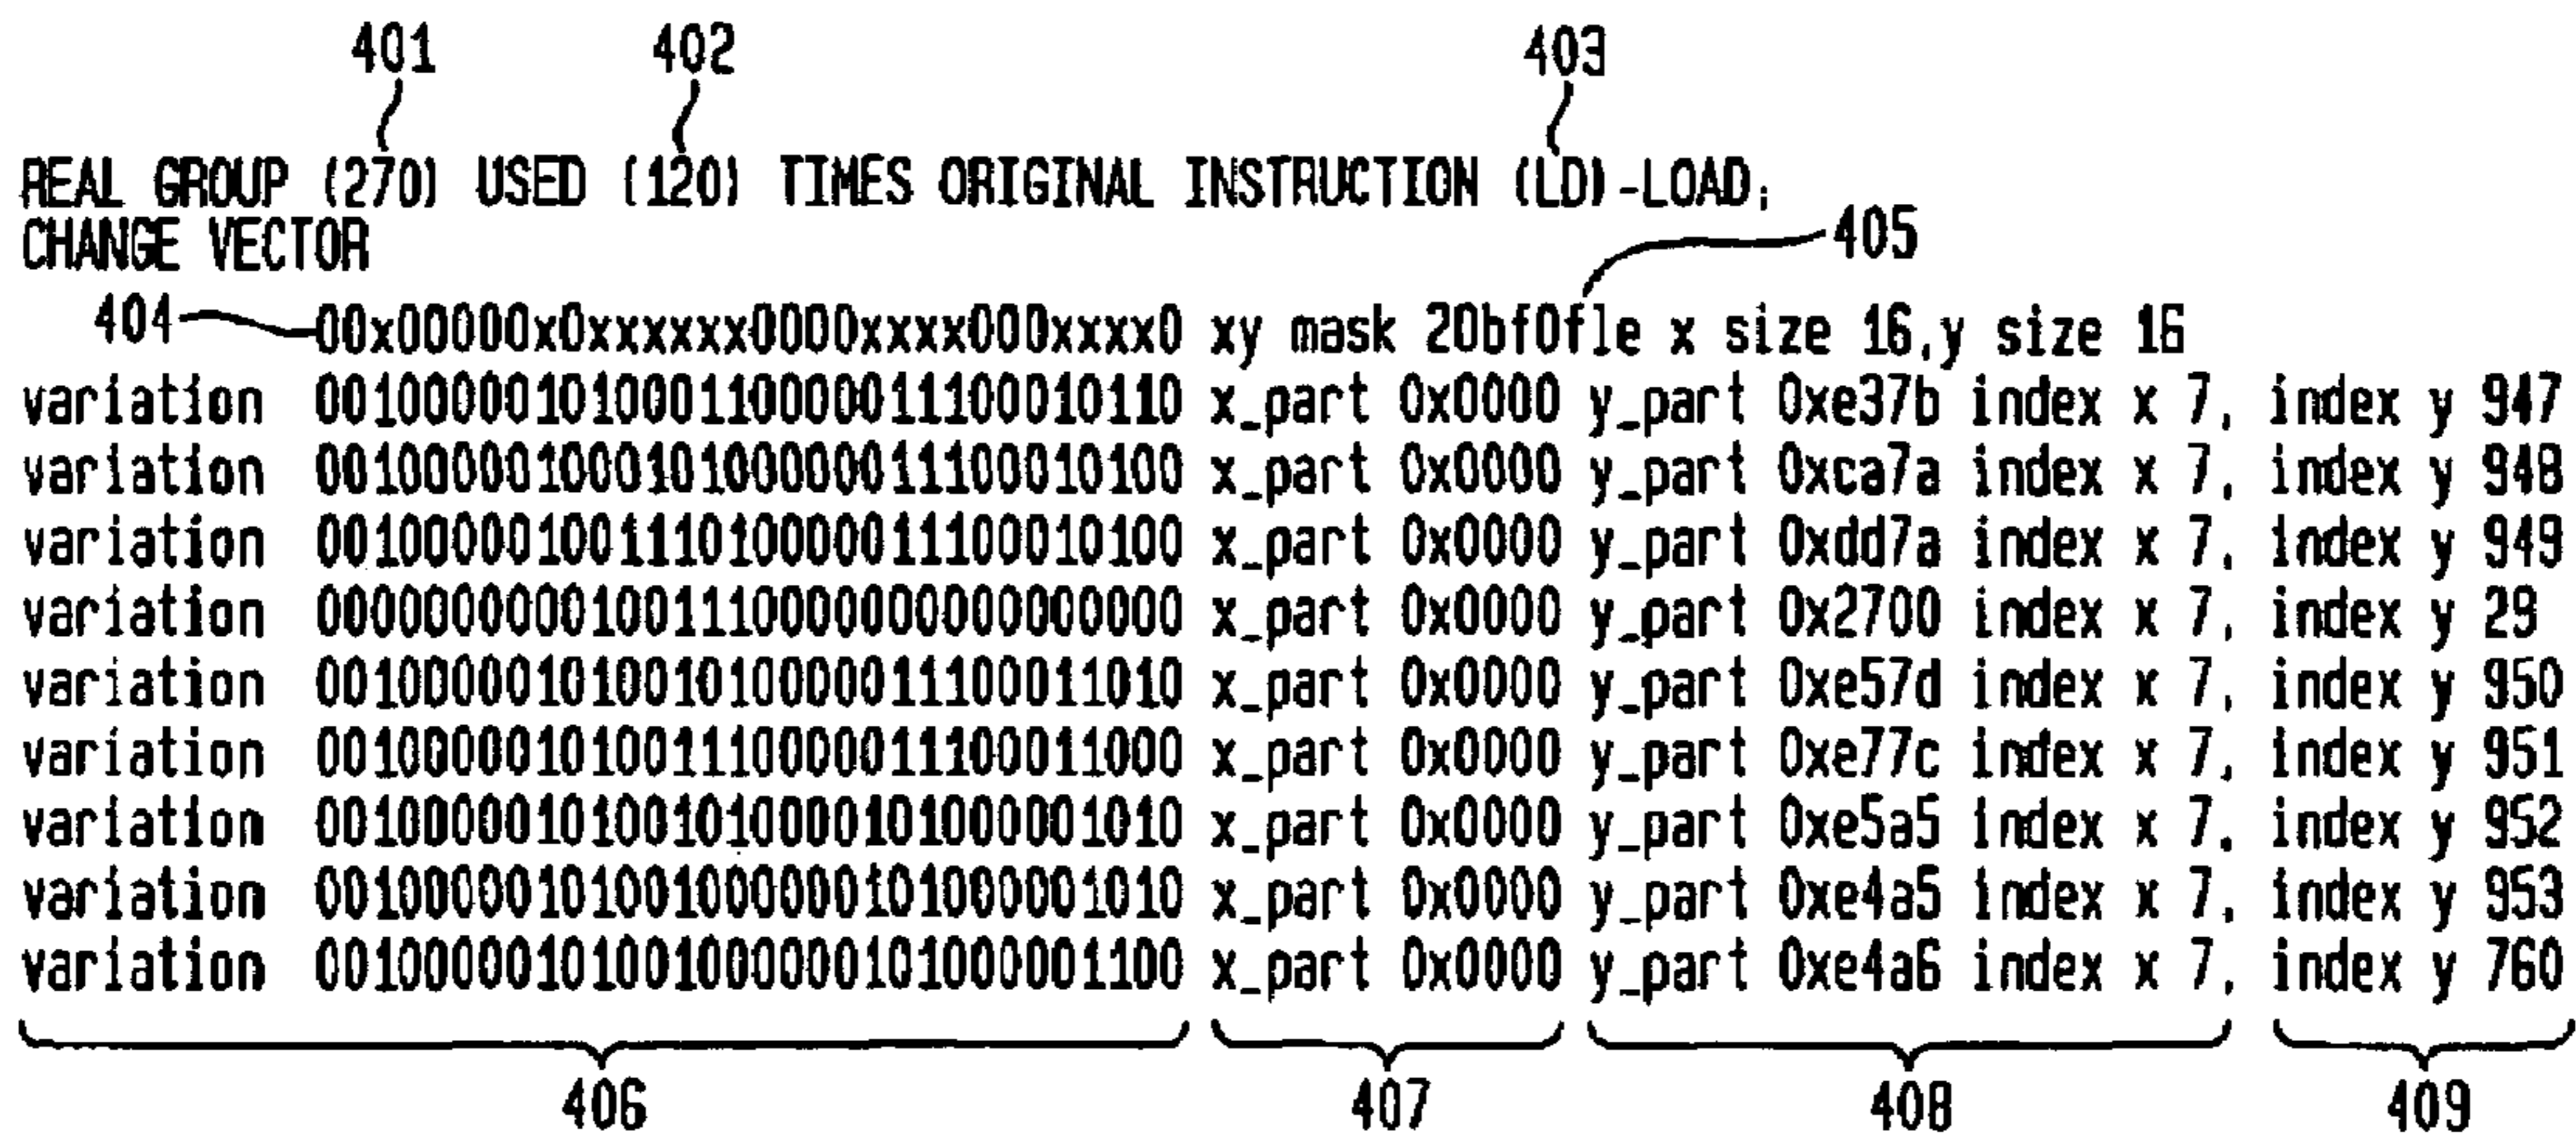 401 402 403
REAL GROUP (270) USED (120) TIMES ORIGINAL INSTRUCTION (LD)-LOAD;
CHANGE VECTOR
405
404 00x00000x0xxxxxx0000xxxx000xxxx0 xy mask 20bf0f1e x size 16,y size 16
variation 00100000101000110000011100010110 x_part 0x0000 y_part 0xe37b index x 7, index y 947
variation 00100000100010100000011100010100 x_part 0x0000 y_part 0xca7a index x 7, index y 948
variation 00100000100111010000011100010100 x_part 0x0000 y_part 0xdd7a index x 7, index y 949
variation 00000000001001110000000000000000 x_part 0x0000 y_part 0x2700 index x 7, index y 29
variation 00100000101001010000011100011010 x_part 0x0000 y_part 0xe57d index x 7, index y 950
variation 00100000101001110000011100011000 x_part 0x0000 y_part 0xe77c index x 7, index y 951
variation 00100000101001010000101000001010 x_part 0x0000 y_part 0xe5a5 index x 7, index y 952
variation 00100000101001000000101000001010 x_part 0x0000 y_part 0xe4a5 index x 7, index y 953
variation 00100000101001000000101000001100 x_part 0x0000 y_part 0xe4a6 index x 7, index y 760
406 407 408 409